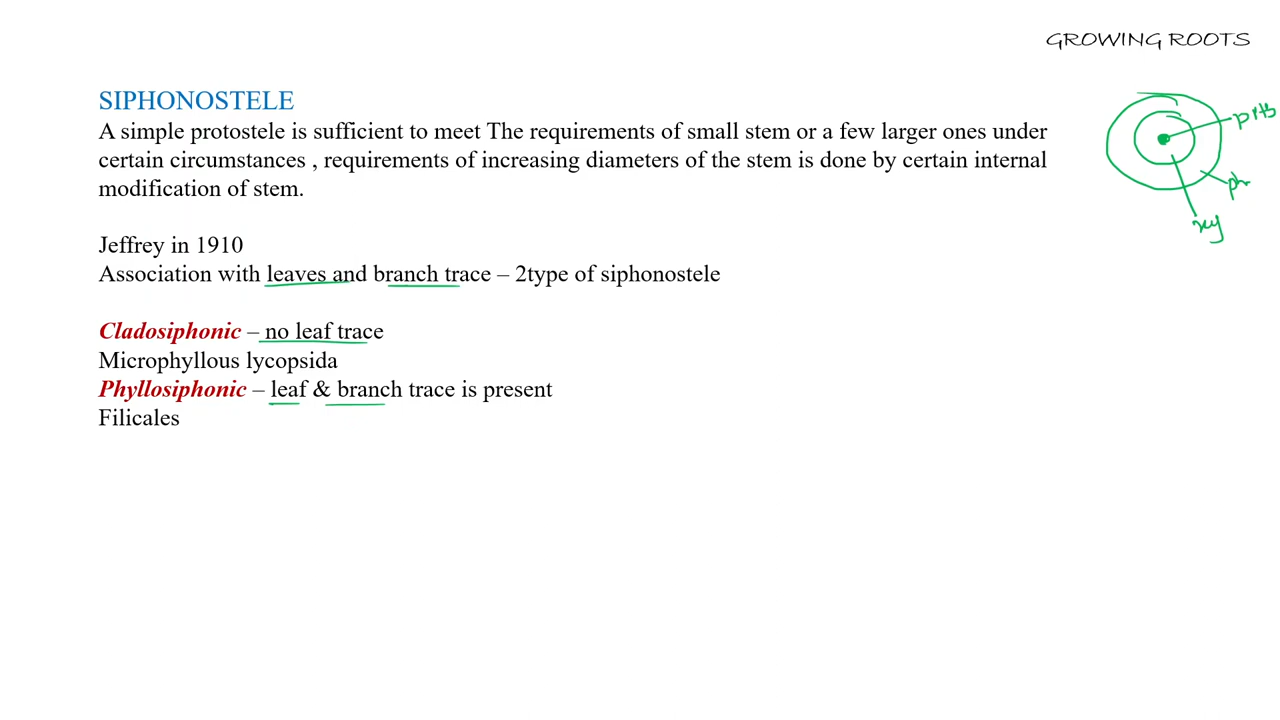 GROWING ROOTS
SIPHONOSTELE
A simple protostele is sufficient to meet The requirements of small stem or a few larger ones under
certain circumstances , requirements of increasing diameters of the stem is done by certain internal
modification of stem.
Jeffrey in 1910
Association with leaves and branch trace – 2type of siphonostele
Cladosiphonic – no leaf trace
Microphyllous lycopsida
Phyllosiphonic – leaf & branch trace is present
Filicales
pith
ph
xy